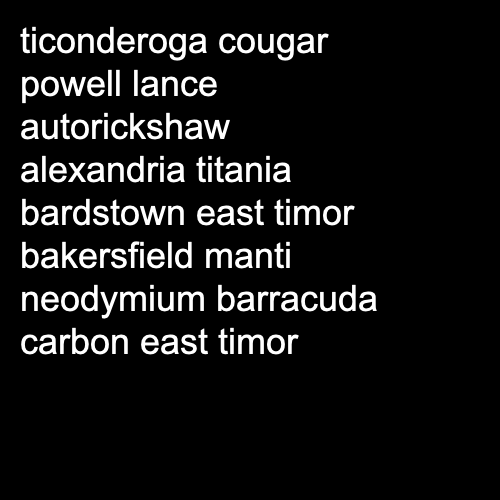 ticonderoga cougar
powell lance
autorickshaw
alexandria titania
bardstown east timor
bakersfield manti
neodymium barracuda
carbon east timor